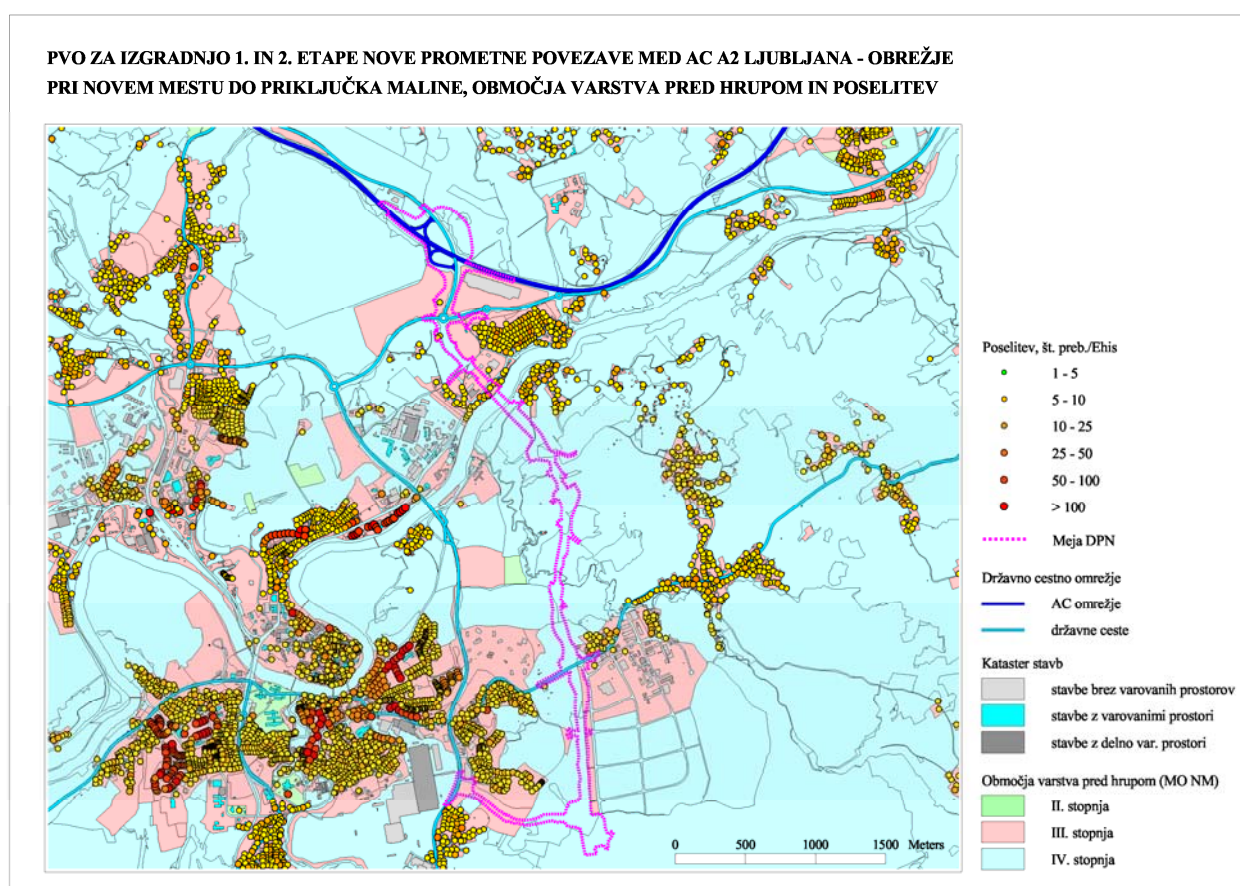 PVO ZA IZGRADNJO 1. IN 2. ETAPE NOVE PROMETNE POVEZAVE MED AC A2 LJUBLJANA - OBREŽJE
PRI NOVEM MESTU DO PRIKLJUČKA MALINE, OBMOČJA VARSTVA PRED HRUPOM IN POSELITEV
Poselitev, št. preb./Ehis
1 - 5
5 - 10
10 - 25
25 - 50
50 - 100
> 100
Meja DPN
Državno cestno omrežje
AC omrežje
državne ceste
Kataster stavb
stavbe brez varovanih prostorov
stavbe z varovanimi prostori
stavbe z delno var. prostori
Območja varstva pred hrupom (MO NM)
II. stopnja
III. stopnja
IV. stopnja
0 500 1000 1500 Meters